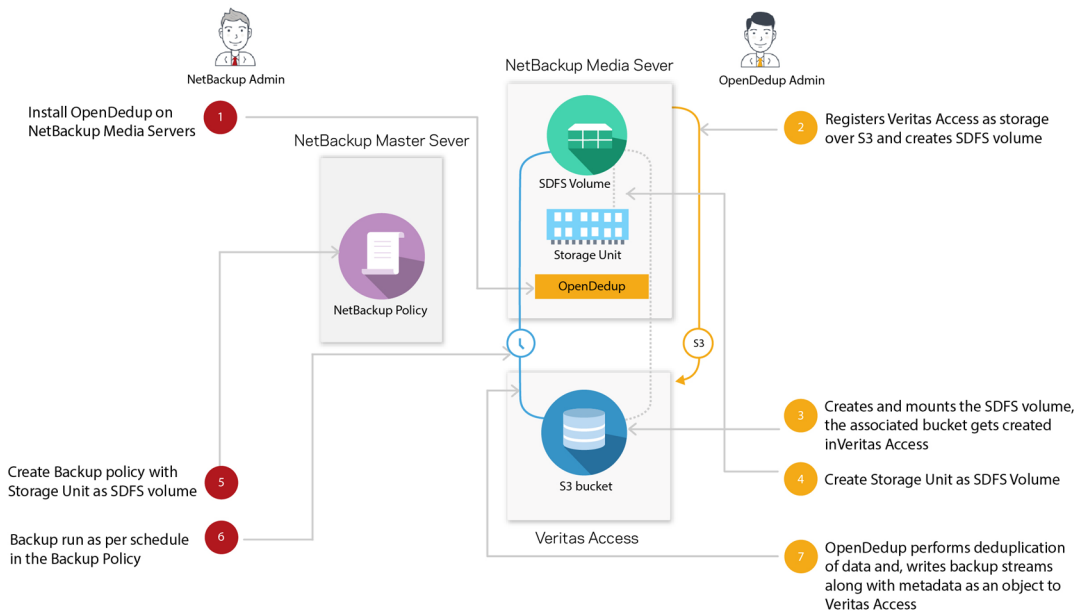 NetBackup Admin
OpenDedup Admin
NetBackup Media Sever
1
Install OpenDedup on
NetBackup Media Servers
2
Registers Veritas Access as storage
over S3 and creates SDFS volume
NetBackup Master Sever
SDFS Volume
Storage Unit
OpenDedup
NetBackup Policy
S3
3
Creates and mounts the SDFS volume,
the associated bucket gets created
inVeritas Access
S3 bucket
Veritas Access
4
Create Storage Unit as SDFS Volume
5
Create Backup policy with
Storage Unit as SDFS volume
6
Backup run as per schedule
in the Backup Policy
7
OpenDedup performs deduplication
of data and, writes backup streams
along with metadata as an object to
Veritas Access